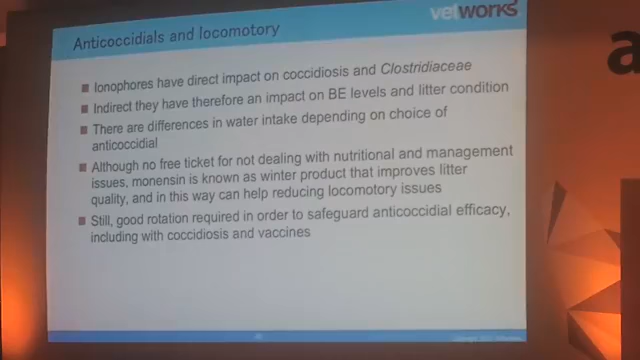 Anticoccidials and locomotory
vetworks
a
Ionophores have direct impact on coccidiosis and Clostridiaceae
Indirect they have therefore an impact on BE levels and litter condition
There are differences in water intake depending on choice of
anticoccidial
Although no free ticket for not dealing with nutritional and management
issues, monensin is known as winter product that improves litter
quality, and in this way can help reducing locomotory issues
Still, good rotation required in order to safeguard anticoccidial efficacy,
including with coccidiosis and vaccines